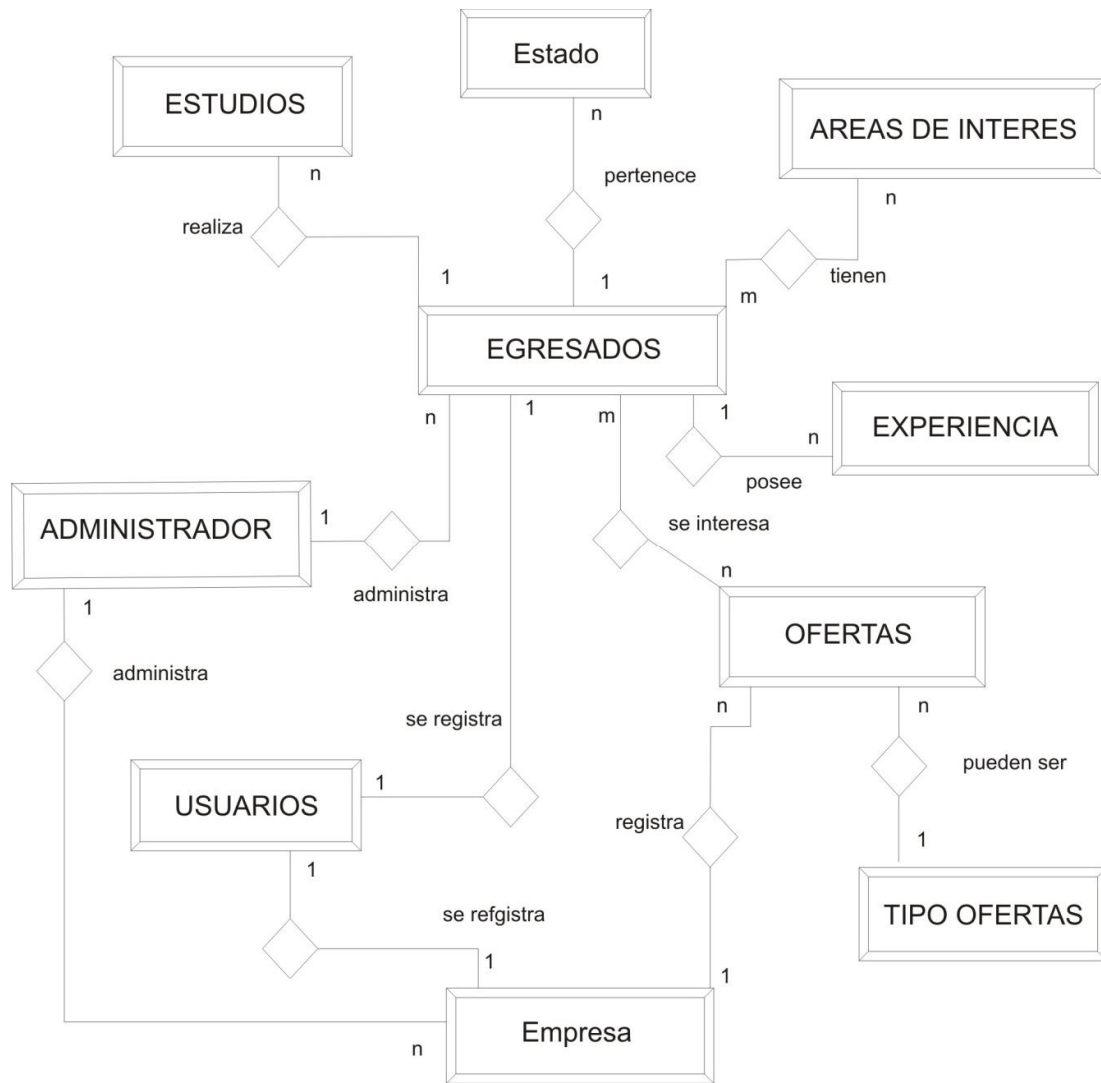 Estado
ESTUDIOS
AREAS DE INTERES
n
n
pertenece
n
realiza
tienen
1
1
m
EGRESADOS
n
1
m
1
EXPERIENCIA
n
posee
ADMINISTRADOR
1
se interesa
administra
n
1
OFERTAS
administra
n
n
se registra
pueden ser
USUARIOS
1
registra
1
1
TIPO OFERTAS
se refgistra
1
1
Empresa
n